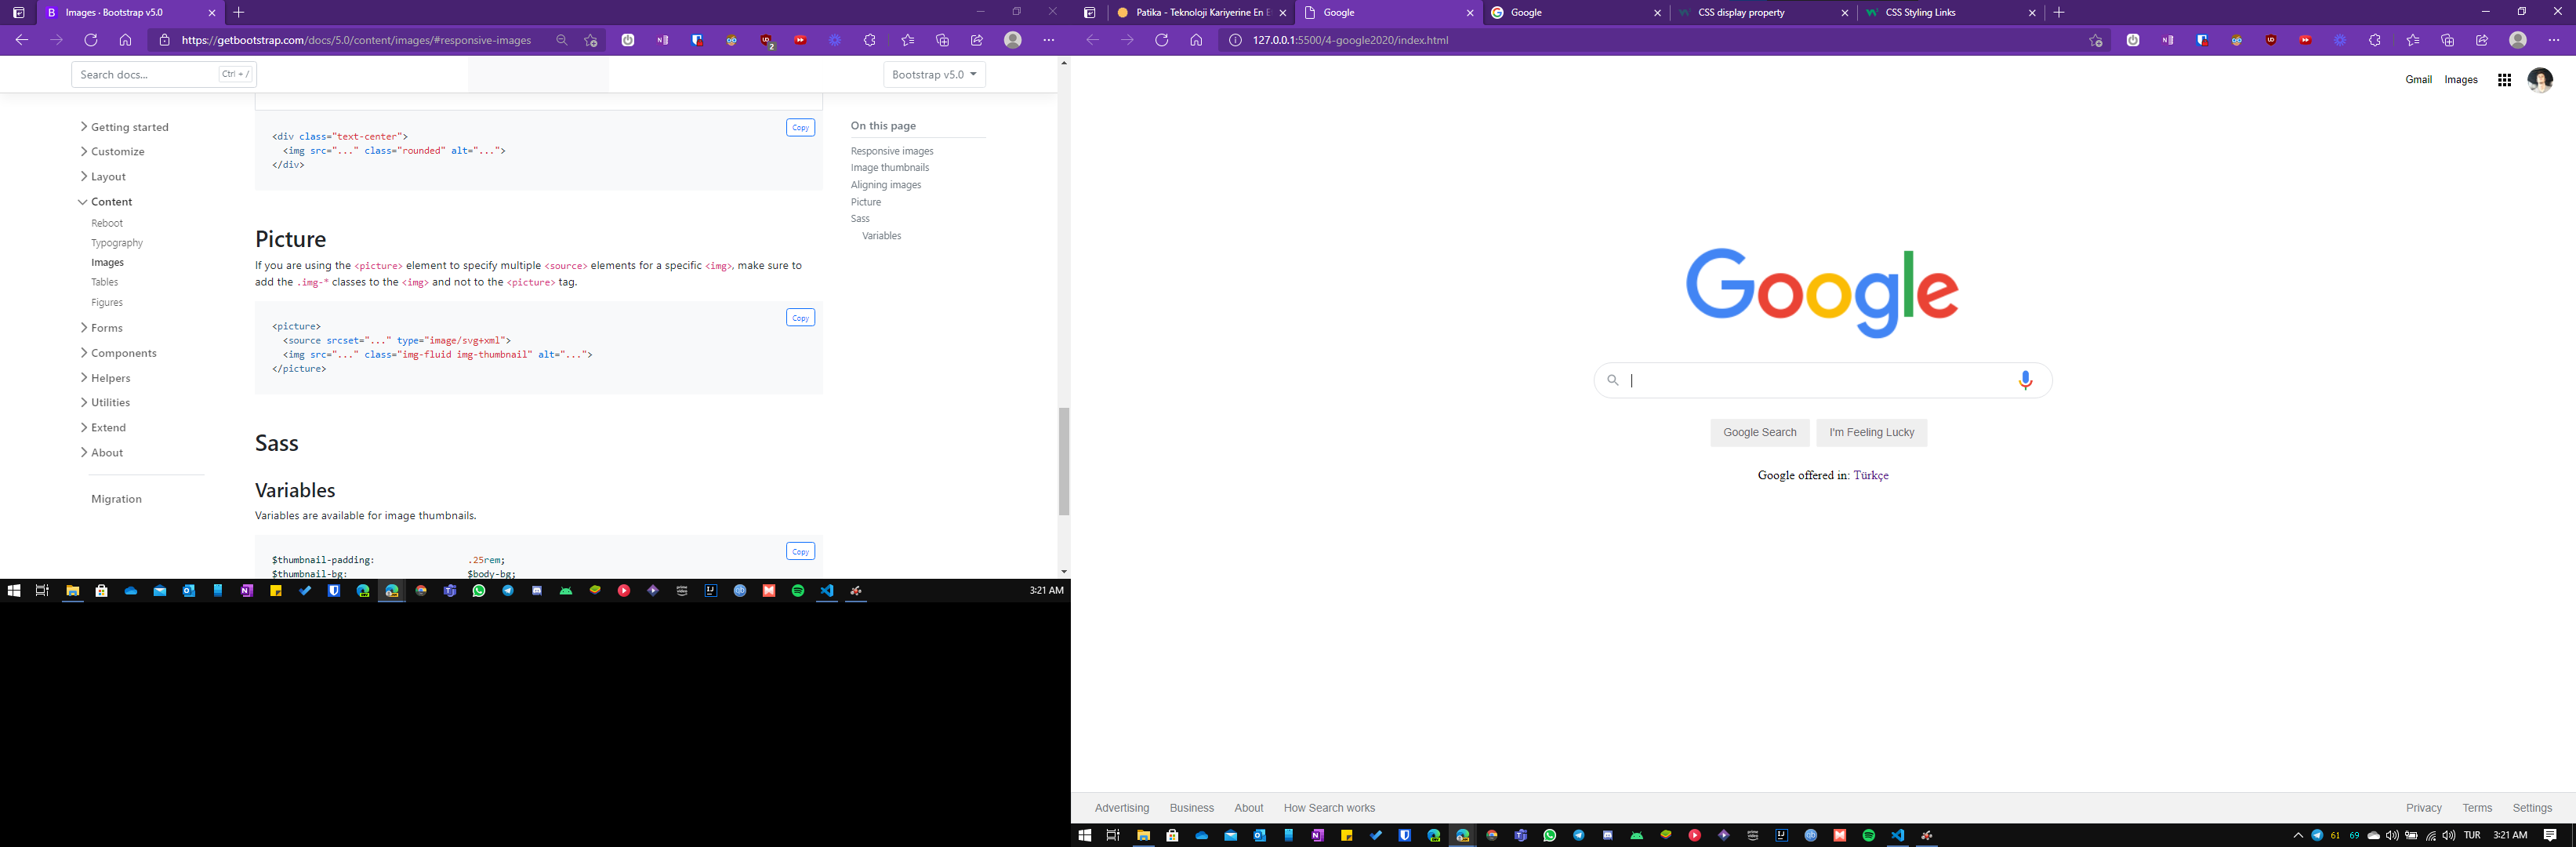 Images · Bootstrap v5.0
https://getbootstrap.com/docs/5.0/content/images/#responsive-images
2
Search docs...
Ctrl + /
Bootstrap v5.0
Getting started
Customize
Layout
Content
Reboot
Typography
Images
Tables
Figures
Forms
Components
Helpers
Utilities
Extend
About
Migration
Copy
<div class="text-center">
<img src="..." class="rounded" alt="...">
</div>
Picture
If you are using the <picture> element to specify multiple <source> elements for a specific <img>, make sure to
add the .img-* classes to the <img> and not to the <picture> tag.
Copy
<picture>
<source srcset="..." type="image/svg+xml">
<img src="..." class="img-fluid img-thumbnail" alt="...">
</picture>
Sass
Variables
Variables are available for image thumbnails.
Copy
$thumbnail-padding: .25rem;
$thumbnail-bg: $body-bg;
On this page
Responsive images
Image thumbnails
Aligning images
Picture
Sass
Variables
3:21 AM
Patika - Teknoloji Kariyerine En E
Google
Google
CSS display property
CSS Styling Links
127.0.0.1:5500/4-google2020/index.html
Gmail Images
Google
Google Search
I'm Feeling Lucky
Google offered in: Türkçe
Advertising Business About How Search works
Privacy Terms Settings
61 69 TUR 3:21 AM